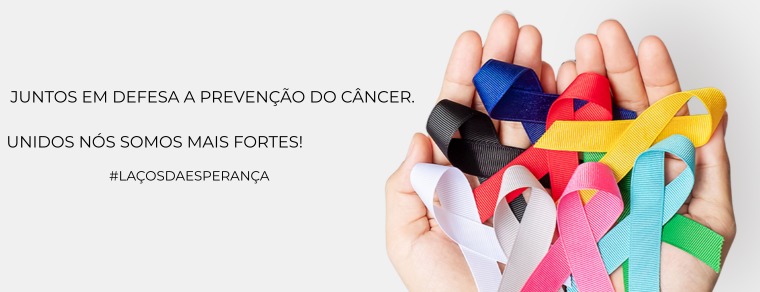 JUNTOS EM DEFESA A PREVENÇÃO DO CÂNCER.
UNIDOS NÓS SOMOS MAIS FORTES!
#LAÇOSDAESPERANÇA